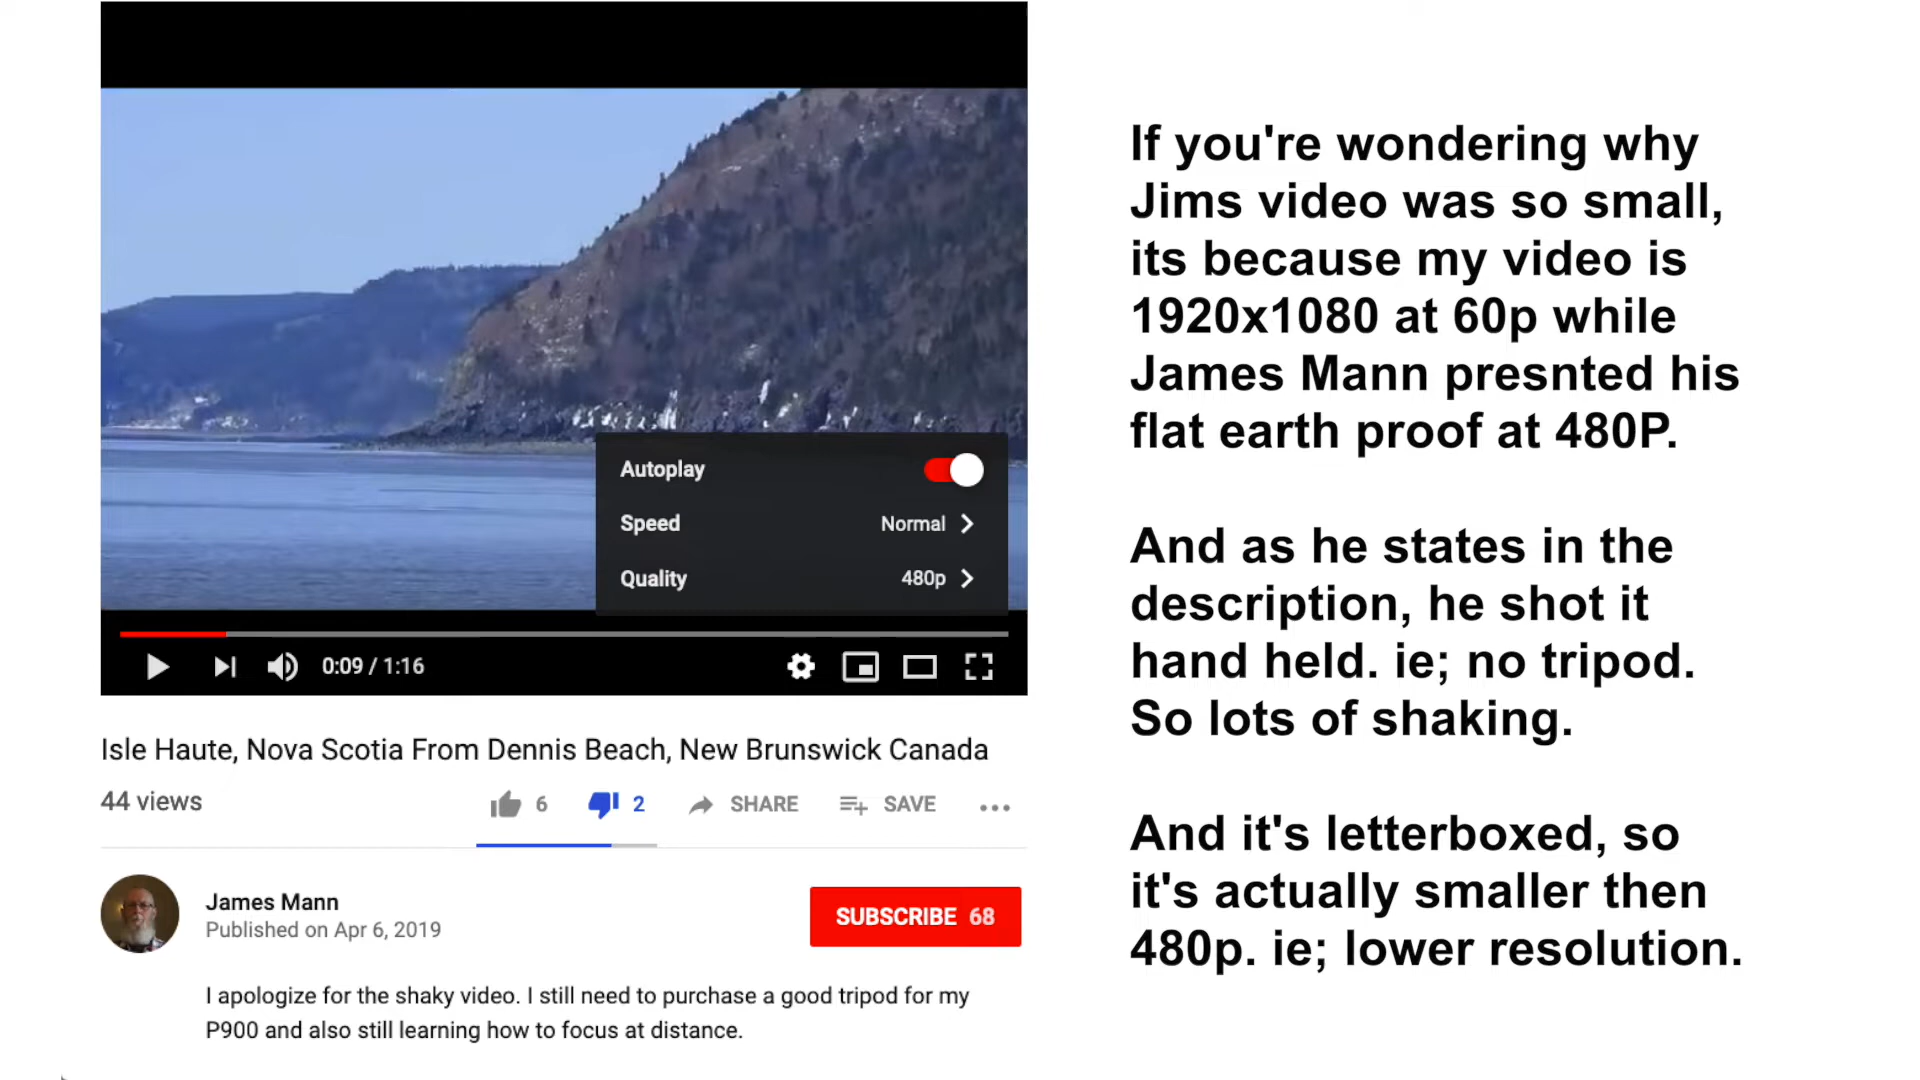 Autoplay
Speed Normal
Quality 480p
0:09 / 1:16
Isle Haute, Nova Scotia From Dennis Beach, New Brunswick Canada
44 views
6 2 SHARE SAVE
James Mann
Published on Apr 6, 2019
SUBSCRIBE 68
I apologize for the shaky video. I still need to purchase a good tripod for my
P900 and also still learning how to focus at distance.
If you're wondering why
Jims video was so small,
its because my video is
1920x1080 at 60p while
James Mann presnted his
flat earth proof at 480P.
And as he states in the
description, he shot it
hand held. ie; no tripod.
So lots of shaking.
And it's letterboxed, so
it's actually smaller then
480p. ie; lower resolution.